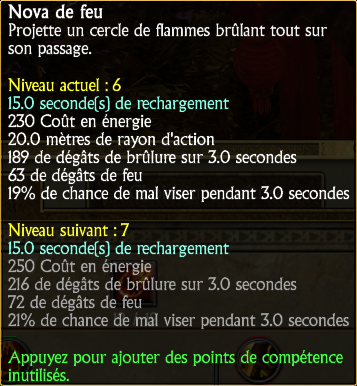 Nova de feu
Projette un cercle de flammes brûlant tout sur
son passage.
Niveau actuel : 6
15.0 seconde(s) de rechargement
230 Coût en énergie
20.0 mètres de rayon d'action
189 de dégâts de brûlure sur 3.0 secondes
63 de dégâts de feu
19% de chance de mal viser pendant 3.0 secondes
Niveau suivant : 7
15.0 seconde(s) de rechargement
250 Coût en énergie
216 de dégâts de brûlure sur 3.0 secondes
72 de dégâts de feu
21% de chance de mal viser pendant 3.0 secondes
Appuyez pour ajouter des points de compétence
inutilisés.